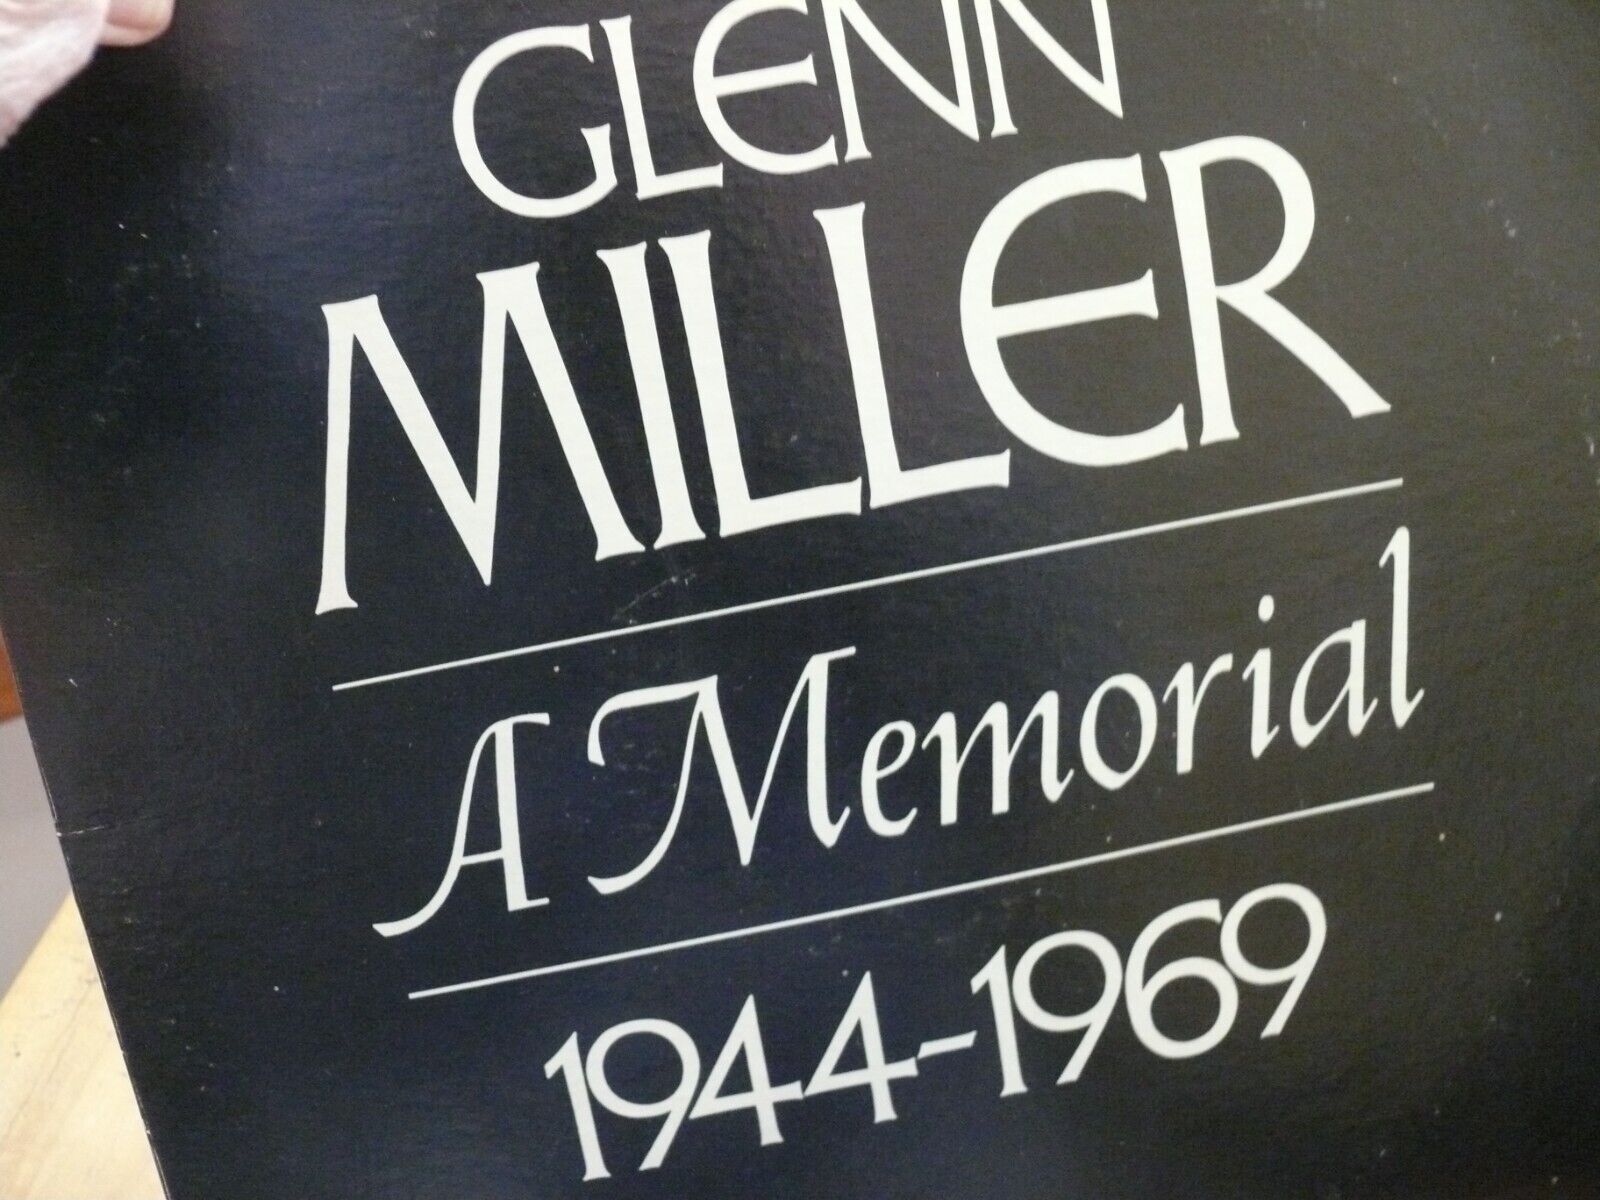 GLENN
MILLER
A Memorial
1944-1969